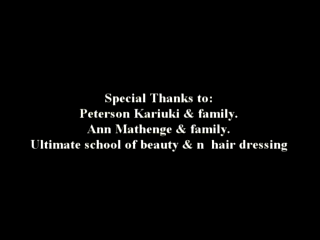 Special Thanks to:
Peterson Kariuki & family.
Ann Mathenge & family.
Ultimate school of beauty & n  hair dressing